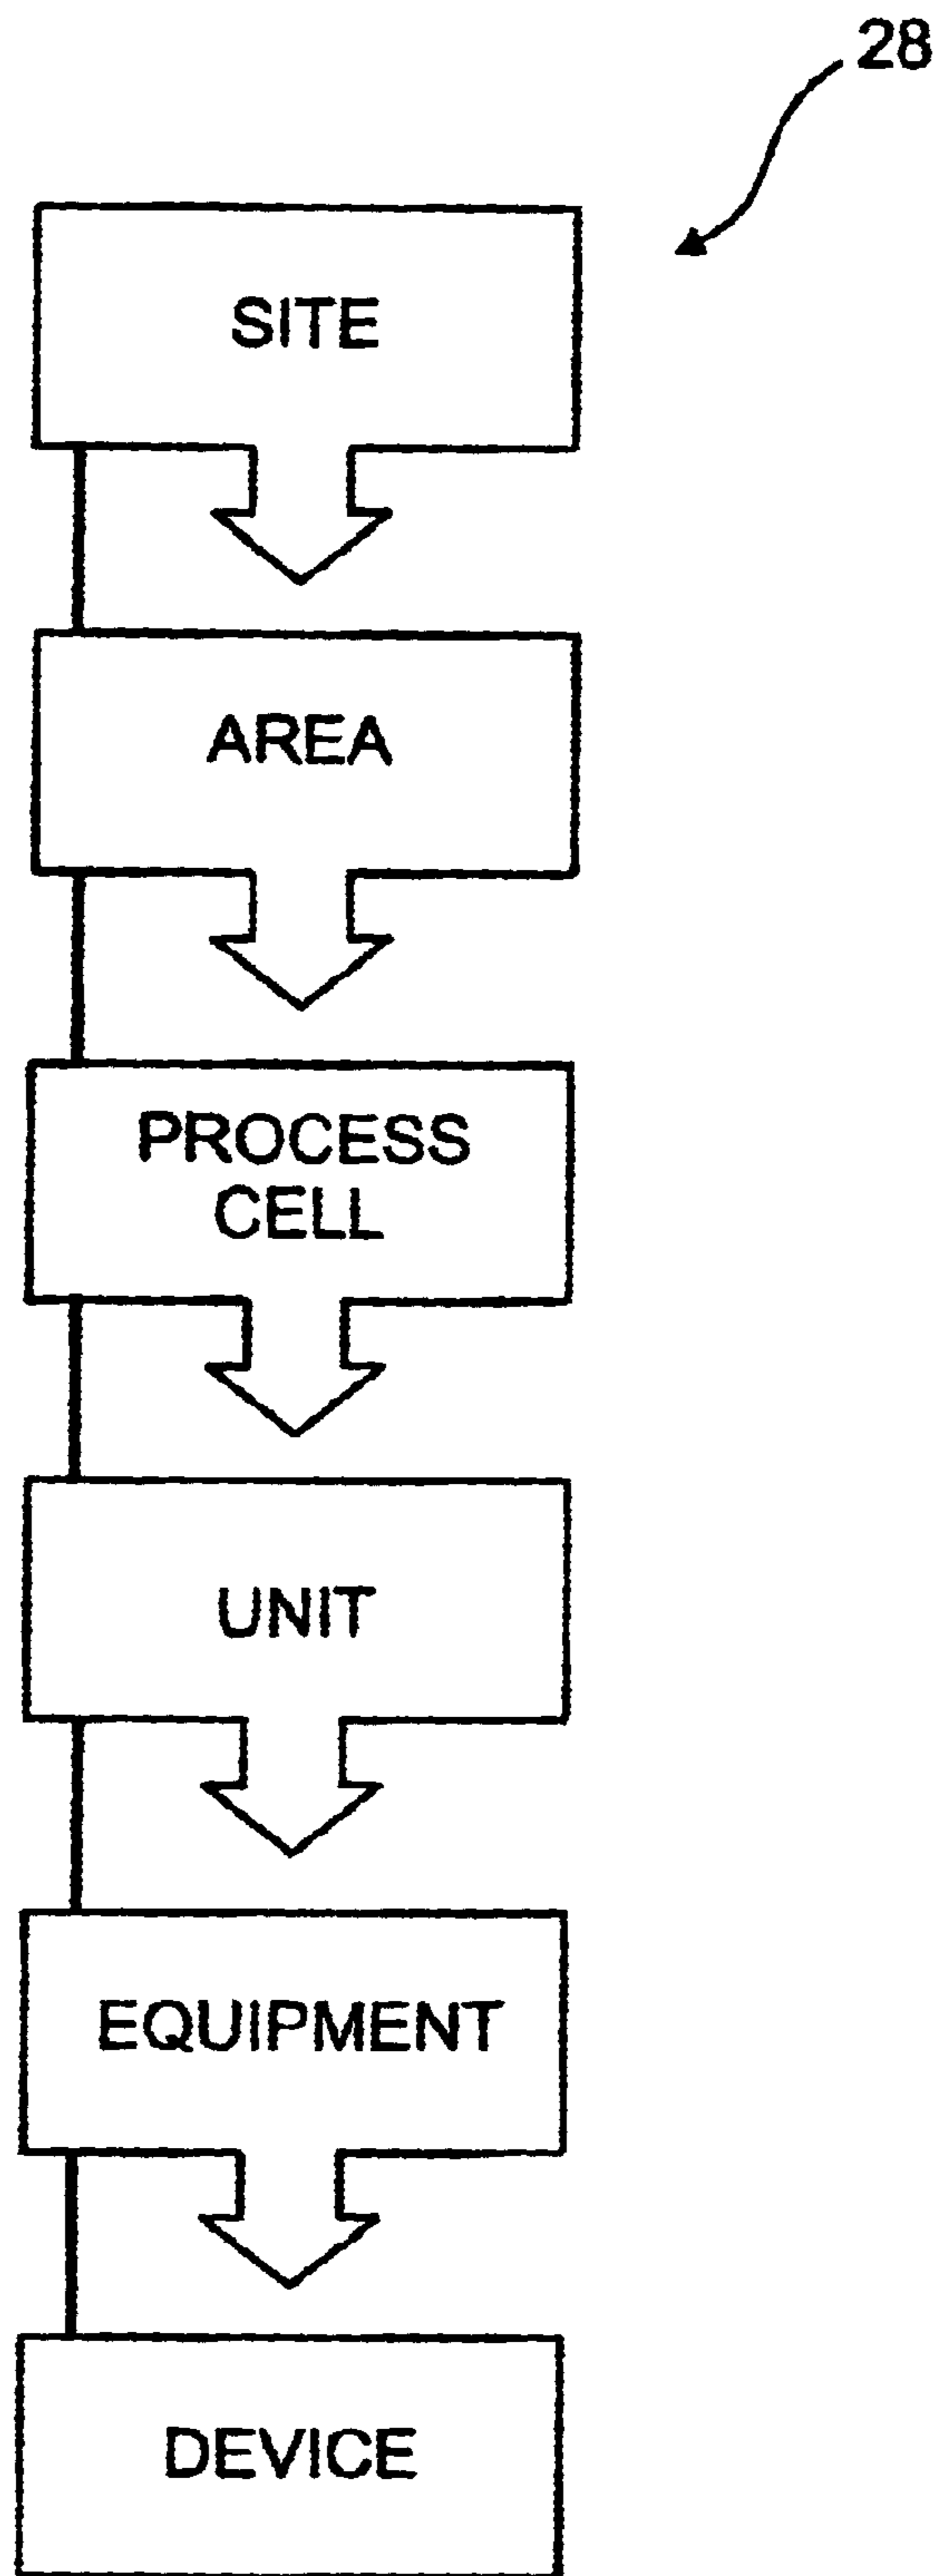 28
SITE
AREA
PROCESS
CELL
UNIT
EQUIPMENT
DEVICE